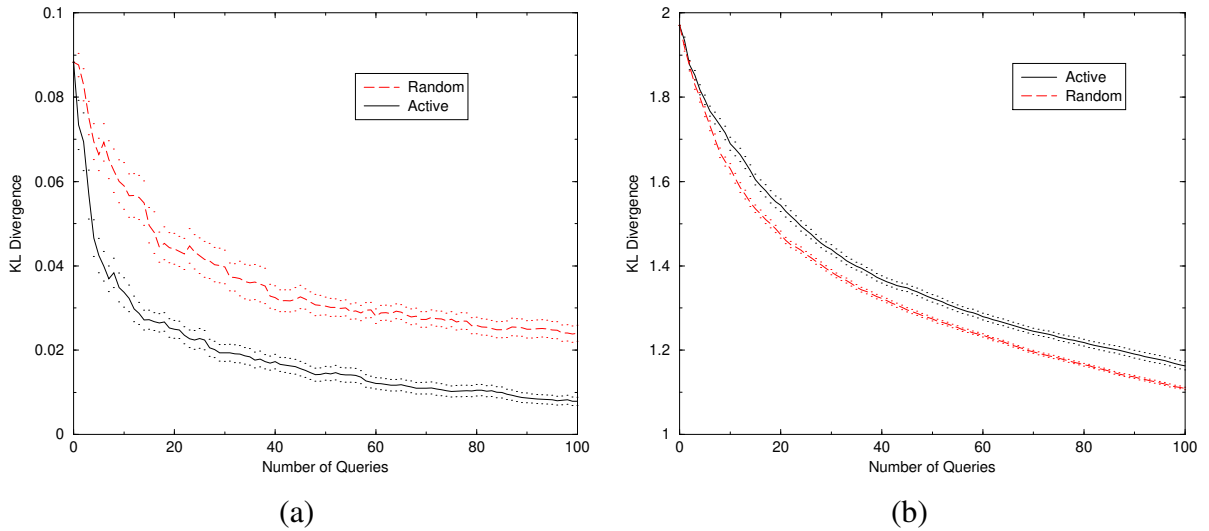 0.1
0.08
0.06
0.04
0.02
0
KL Divergence
0 20 40 60 80 100
Number of Queries
Random
Active
(a)
2
1.8
1.6
1.4
1.2
1
KL Divergence
0 20 40 60 80 100
Number of Queries
Active
Random
(b)